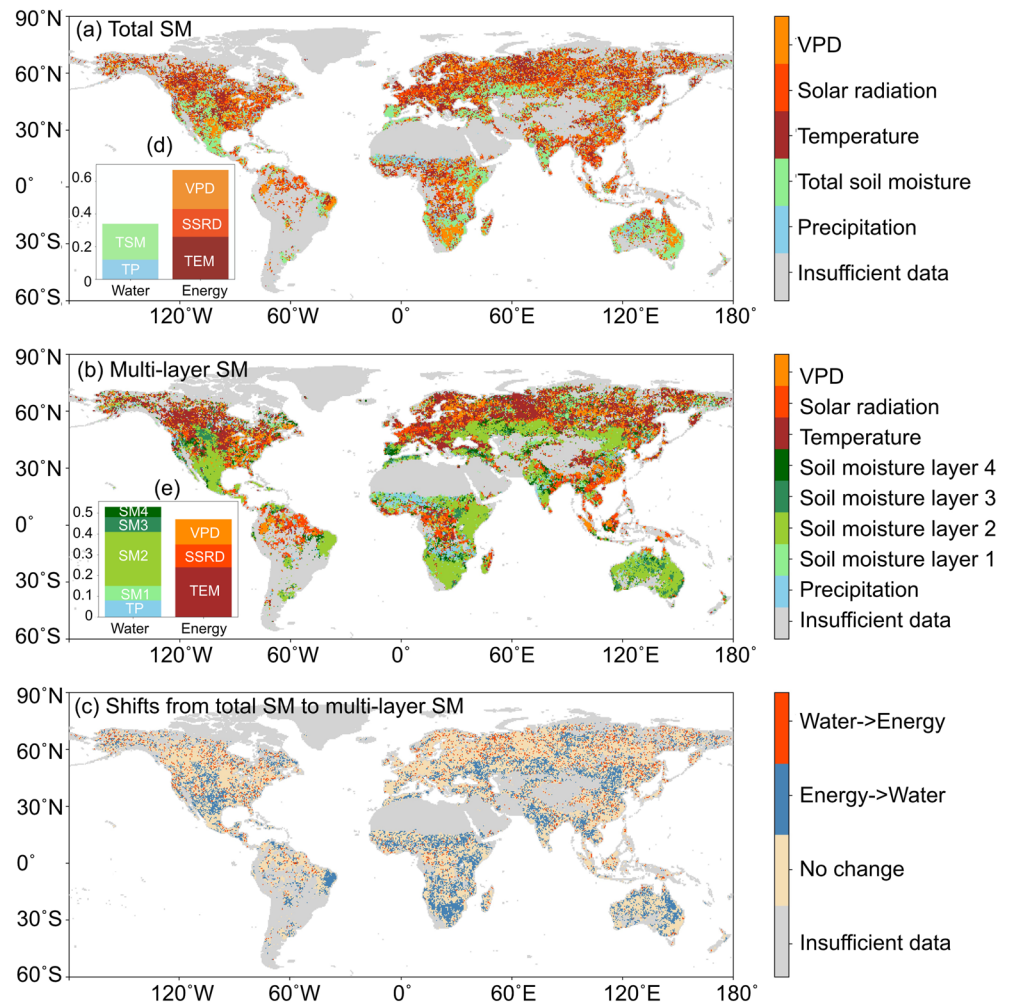 90°N
(a) Total SM
60°N
30°N
0°
30°S
60°S
(d)
0.6
0.4
0.2
0
TSM
TP
Water
VPD
SSRD
TEM
Energy
120°W
60°W
0°
60°E
120°E
180°
VPD
Solar radiation
Temperature
Total soil moisture
Precipitation
Insufficient data
90°N
(b) Multi-layer SM
60°N
30°N
0°
30°S
60°S
(e)
0.5
0.4
0.3
0.2
0.1
0
SM4
SM3
SM2
SM1
TP
Water
VPD
SSRD
TEM
Energy
120°W
60°W
0°
60°E
120°E
180°
VPD
Solar radiation
Temperature
Soil moisture layer 4
Soil moisture layer 3
Soil moisture layer 2
Soil moisture layer 1
Precipitation
Insufficient data
90°N
(c) Shifts from total SM to multi-layer SM
60°N
30°N
0°
30°S
60°S
120°W
60°W
0°
60°E
120°E
180°
Water->Energy
Energy->Water
No change
Insufficient data